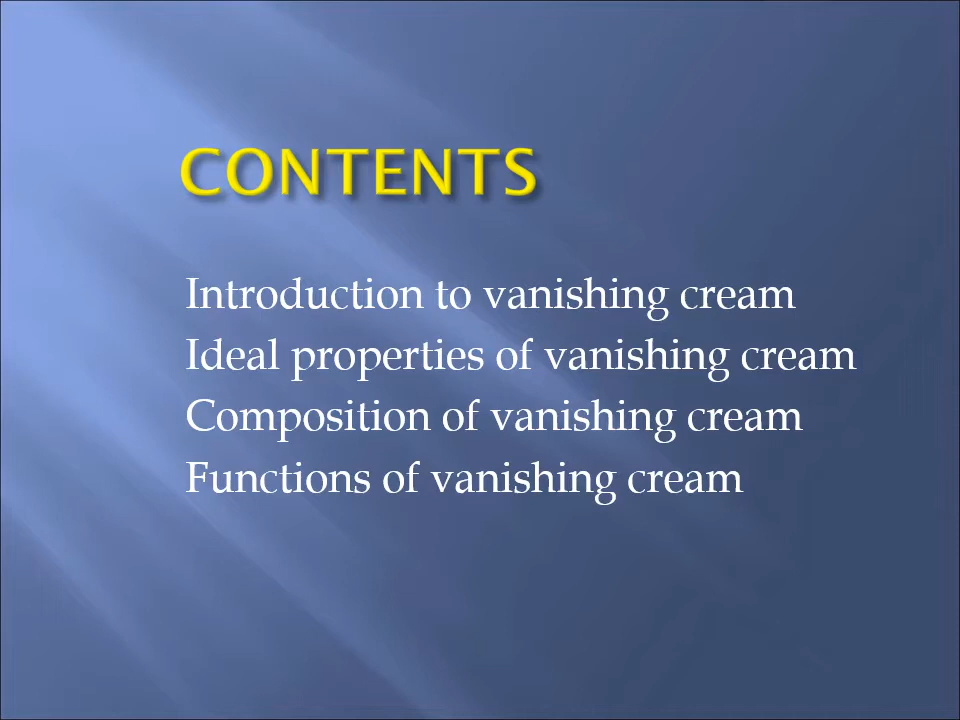 CONTENTS
Introduction to vanishing cream
Ideal properties of vanishing cream
Composition of vanishing cream
Functions of vanishing cream